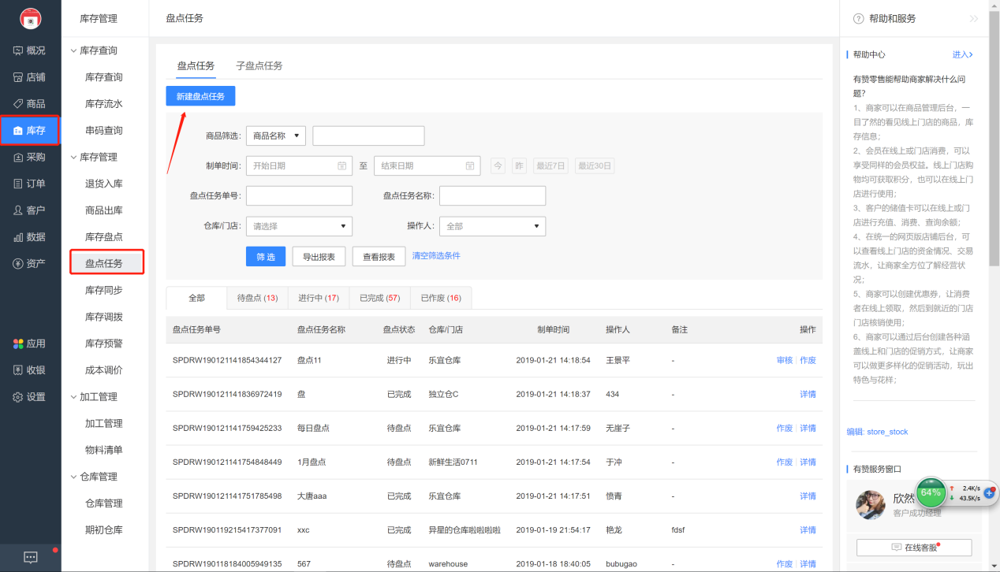 概况
店铺
商品
库存
采购
订单
客户
数据
资产
应用
收银
设置
库存管理
库存查询
库存查询
库存流水
串码查询
库存管理
退货入库
商品出库
库存盘点
盘点任务
库存同步
库存调拨
库存预警
成本调价
加工管理
加工管理
物料清单
仓库管理
仓库管理
期初仓库
盘点任务
盘点任务 子盘点任务
新建盘点任务
商品筛选: 商品名称
制单时间: 开始日期 至 结束日期 今 昨 最近7日 最近30日
盘点任务单号: 盘点任务名称:
仓库/门店: 请选择 操作人: 全部
筛选 导出报表 查看报表 清空筛选条件
全部 待盘点 (13) 进行中 (17) 已完成 (57) 已作废 (16)
盘点任务单号 盘点任务名称 盘点状态 仓库/门店 制单时间 操作人 备注 操作
SPDRW190121141854344127 盘点11 进行中 乐宜仓库 2019-01-21 14:18:54 王景平 - 审核 作废
SPDRW190121141836972419 盘 已完成 独立仓C 2019-01-21 14:18:37 434 - 详情
SPDRW190121141759425233 每日盘点 待盘点 乐宜仓库 2019-01-21 14:17:59 无崖子 - 作废 详情
SPDRW190121141754848449 1月盘点 待盘点 新鲜生活0711 2019-01-21 14:17:54 于冲 - 作废 详情
SPDRW190121141751785498 大唐aaa 已完成 乐宜仓库 2019-01-21 14:17:51 愤青 - 详情
SPDRW190119215417377091 xxc 已完成 异星的仓库啦啦啦啦 2019-01-19 21:54:17 艳龙 fdsf 详情
SPDRW190118184005949135 567 待盘点 warehouse 2019-01-18 18:40:05 bubugao - 作废 详情
帮助和服务
帮助中心 进入
有赞零售能帮助商家解决什么问
题?
1、商家可以在商品管理后台，一
目了然的看见线上门店的商品，库
存信息；
2、会员在线上或门店消费，可以
享受同样的会员权益。线上门店购
物均可获取积分，也可以在线上门
店进行使用；
3、客户的储值卡可以在线上或门
店进行充值、消费、查询余额；
4、在统一的网页版店铺后台，可
以查看线上门店的资金情况、交易
流水，让商家全方位了解经营状
况；
5、商家可以创建优惠券，让消费
者在线上领取，然后到就近的门店
门店核销使用；
6、商家可以通过后台创建各种涵
盖线上和门店的促销方式，让商家
可以做更多样化的促销活动，玩出
特色与花样；
编辑: store_stock
有赞服务窗口
欣然
客户成功经理
64%
2.4K/s
43.5K/s
在线客服